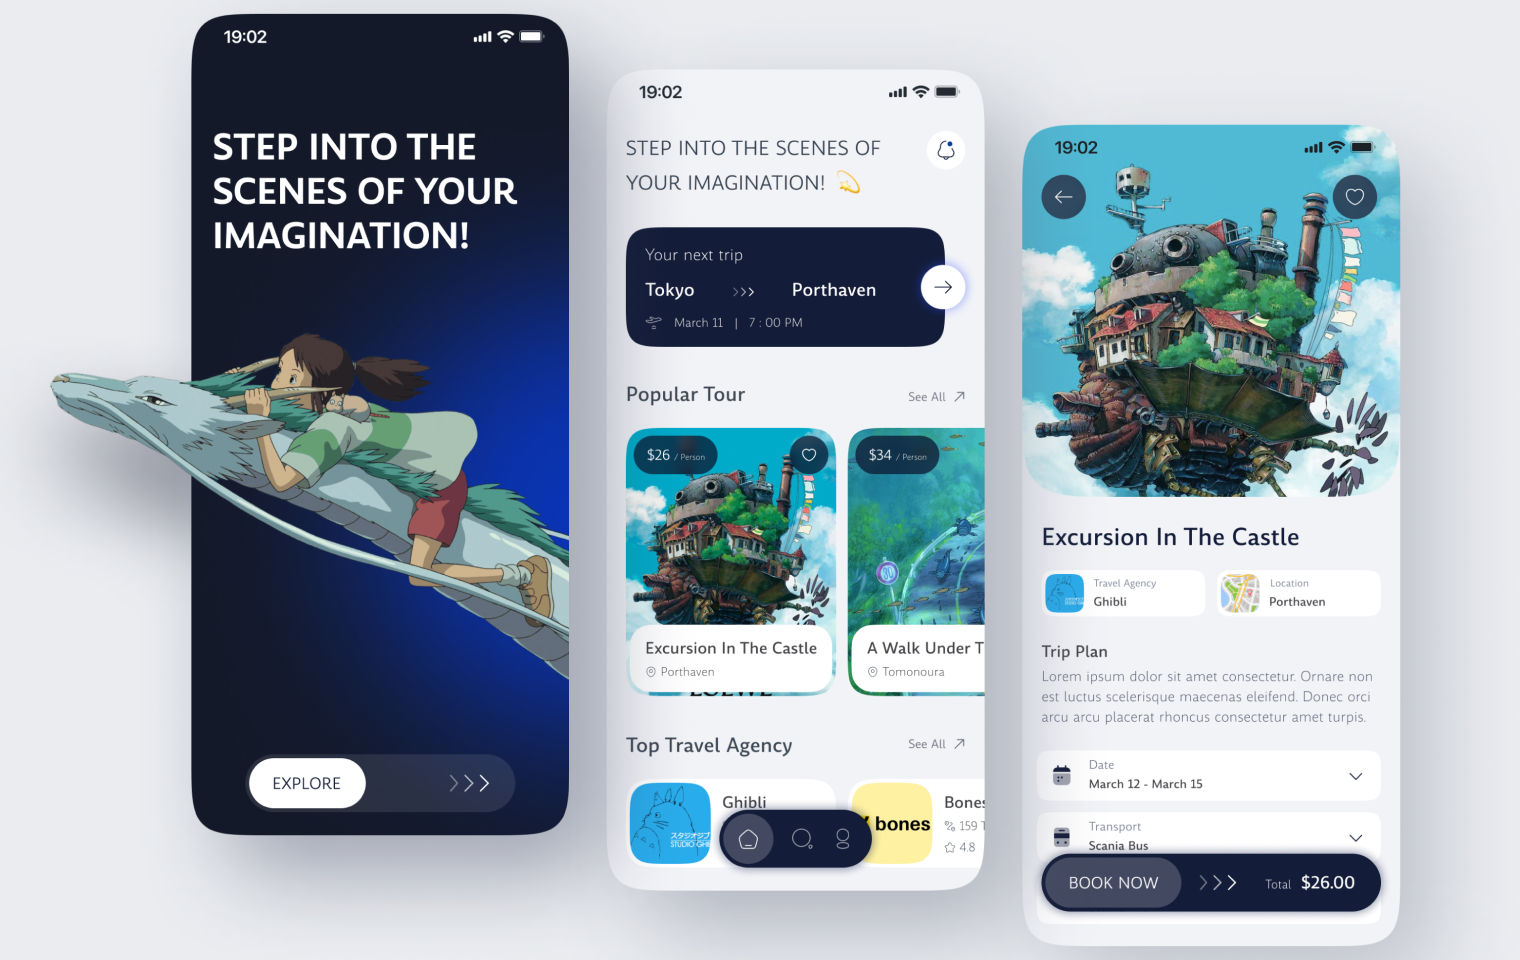 19:02
STEP INTO THE
SCENES OF YOUR
IMAGINATION!
EXPLORE
19:02
STEP INTO THE SCENES OF
YOUR IMAGINATION!
Your next trip
Tokyo >>> Porthaven
March 11 | 7 : 00 PM
Popular Tour
See All
$26 / Person
$34 / Person
Excursion In The Castle
Porthaven
A Walk Under T
Tomonoura
LOEWE
Top Travel Agency
See All
Ghibli
スタジオジブ
STUDIO GHI
bones
Bones
159 T
4.8
19:02
Excursion In The Castle
Travel Agency
Ghibli
Location
Porthaven
Trip Plan
Lorem ipsum dolor sit amet consectetur. Ornare non
est luctus scelerisque maecenas eleifend. Donec orci
arcu arcu placerat rhoncus consectetur amet turpis.
Date
March 12 - March 15
Transport
Scania Bus
BOOK NOW >>> Total $26.00